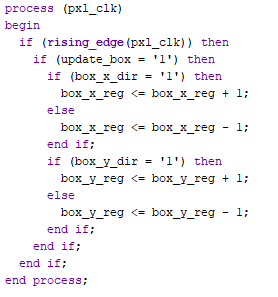 process (pxl_clk)
begin
  if (rising_edge(pxl_clk)) then
    if (update_box = '1') then
      if (box_x_dir = '1') then
        box_x_reg <= box_x_reg + 1;
      else
        box_x_reg <= box_x_reg - 1;
      end if;
      if (box_y_dir = '1') then
        box_y_reg <= box_y_reg + 1;
      else
        box_y_reg <= box_y_reg - 1;
      end if;
    end if;
  end if;
end process;